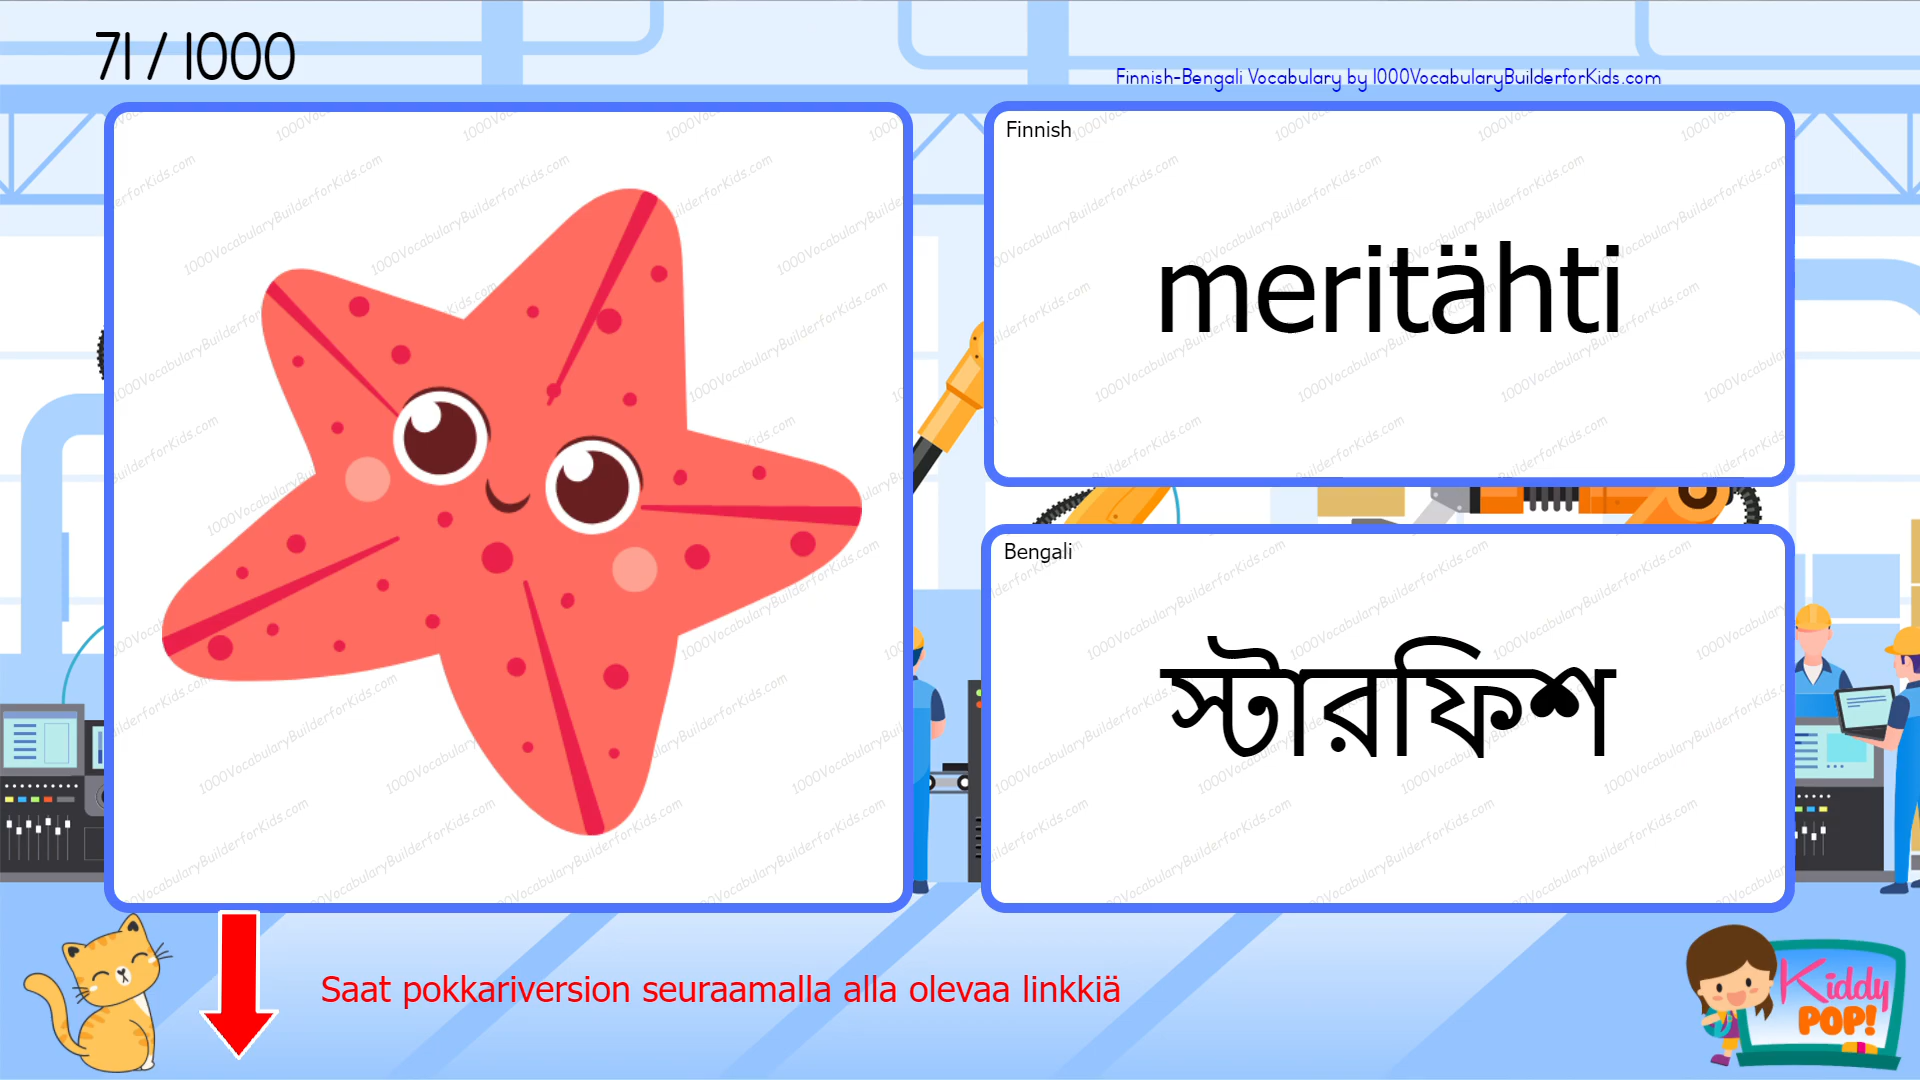 71 / 1000
Finnish-Bengali Vocabulary by 1000VocabularyBuilderforKids.com
Finnish
meritähti
Bengali
স্টারফিশ
Saat pokkariversion seuraamalla alla olevaa linkkiä
Kiddy
POP!